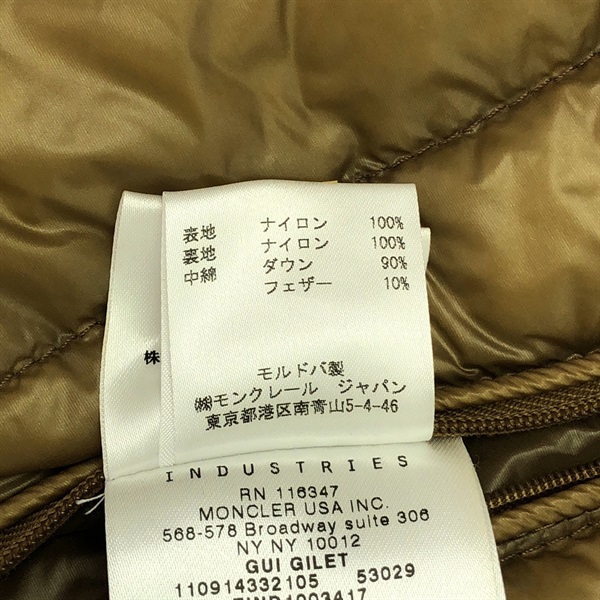 表地 ナイロン 100%
裏地 ナイロン 100%
中綿 ダウン 90%
フェザー 10%
株
モルドバ製
㈱モンクレール ジャパン
東京都港区南青山5-4-46
INDUSTRIES
RN 116347
MONCLER USA INC.
568-578 Broadway suite 306
NY NY 10012
GUI GILET
110914332105 53029